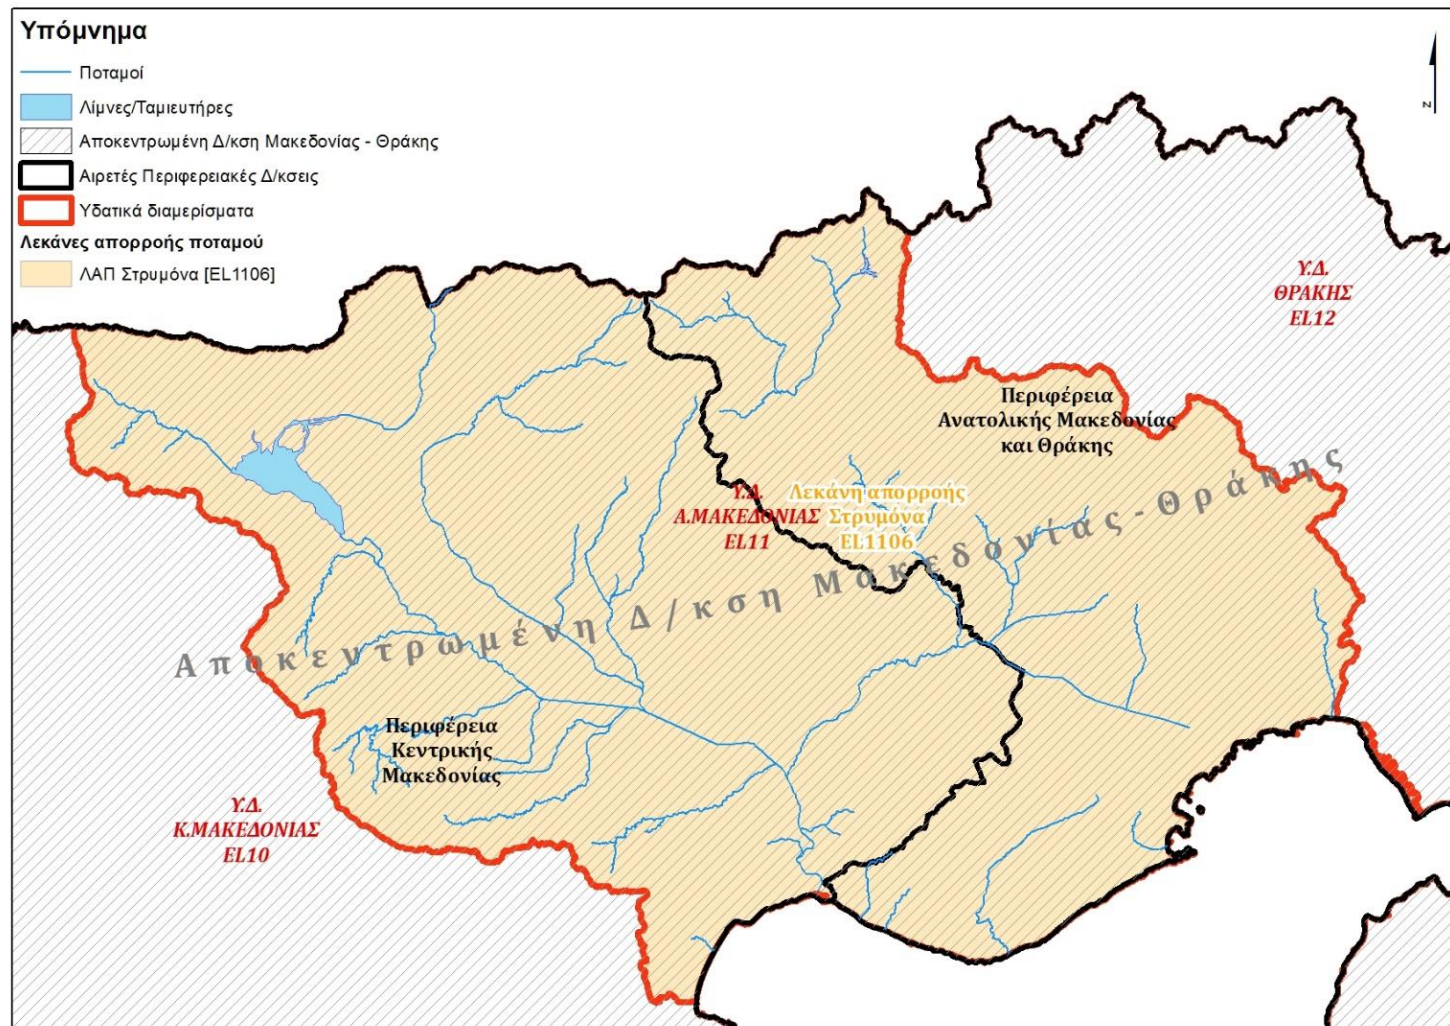 Υπόμνημα
Ποταμοί
Λίμνες/Ταμιευτήρες
Αποκεντρωμένη Δ/κση Μακεδονίας - Θράκης
Αιρετές Περιφερειακές Δ/κσεις
Υδατικά διαμερίσματα
Λεκάνες απορροής ποταμού
ΛΑΠ Στρυμόνα [EL1106]
N
Υ.Δ.
ΘΡΑΚΗΣ
EL12
Περιφέρεια
Ανατολικής Μακεδονίας
και Θράκης
Υ.Δ.
Α.ΜΑΚΕΔΟΝΙΑΣ
EL11
Λεκάνη απορροής
Στρυμόνα
EL1106
Αποκεντρωμένη Δ/κση Μακεδονίας-Θράκης
Περιφέρεια
Κεντρικής
Μακεδονίας
Υ.Δ.
Κ.ΜΑΚΕΔΟΝΙΑΣ
EL10